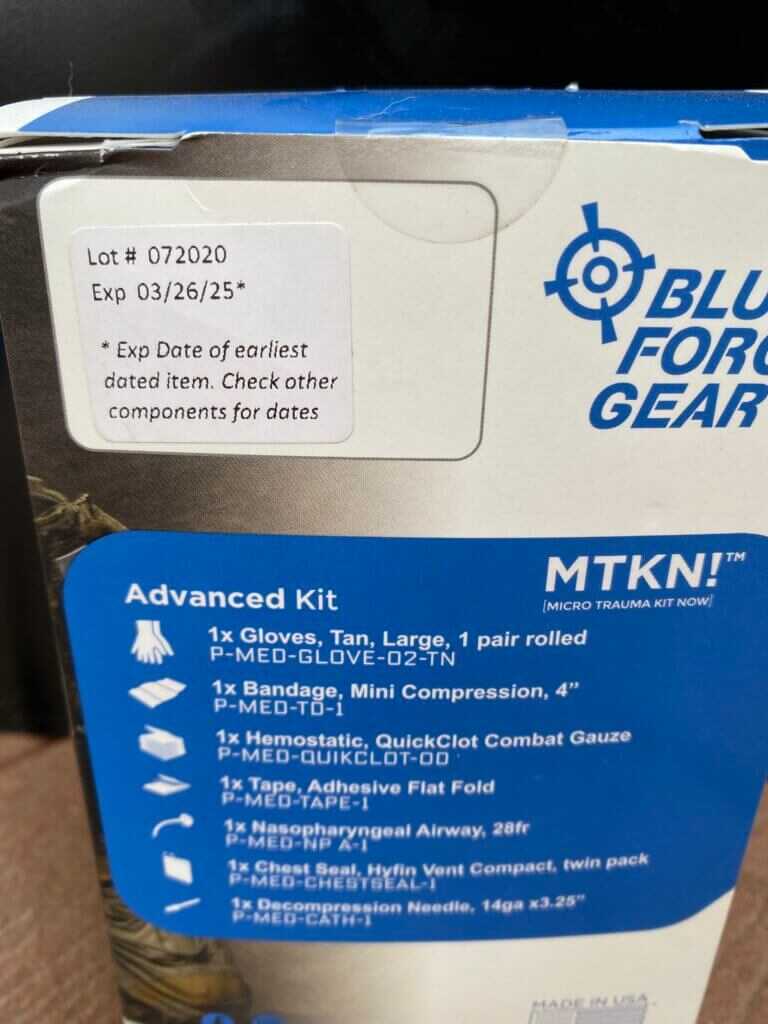 Lot # 072020
Exp 03/26/25*
* Exp Date of earliest
dated item. Check other
components for dates
BLU
FORC
GEAR
MTKN!™
[MICRO TRAUMA KIT NOW]
Advanced Kit
1x Gloves, Tan, Large, 1 pair rolled
P-MED-GLOVE-02-TN
1x Bandage, Mini Compression, 4”
P-MED-TD-1
1x Hemostatic, QuickClot Combat Gauze
P-MED-QUIKCLOT-OD
1x Tape, Adhesive Flat Fold
P-MED-TAPE-1
1x Nasopharyngeal Airway, 28fr
P-MED-NP A-1
1x Chest Seal, Hyfin Vent Compact, twin pack
P-MED-CHESTSEAL-1
1x Decompression Needle, 14ga x3.25”
P-MED-CATH-1
MADE IN USA